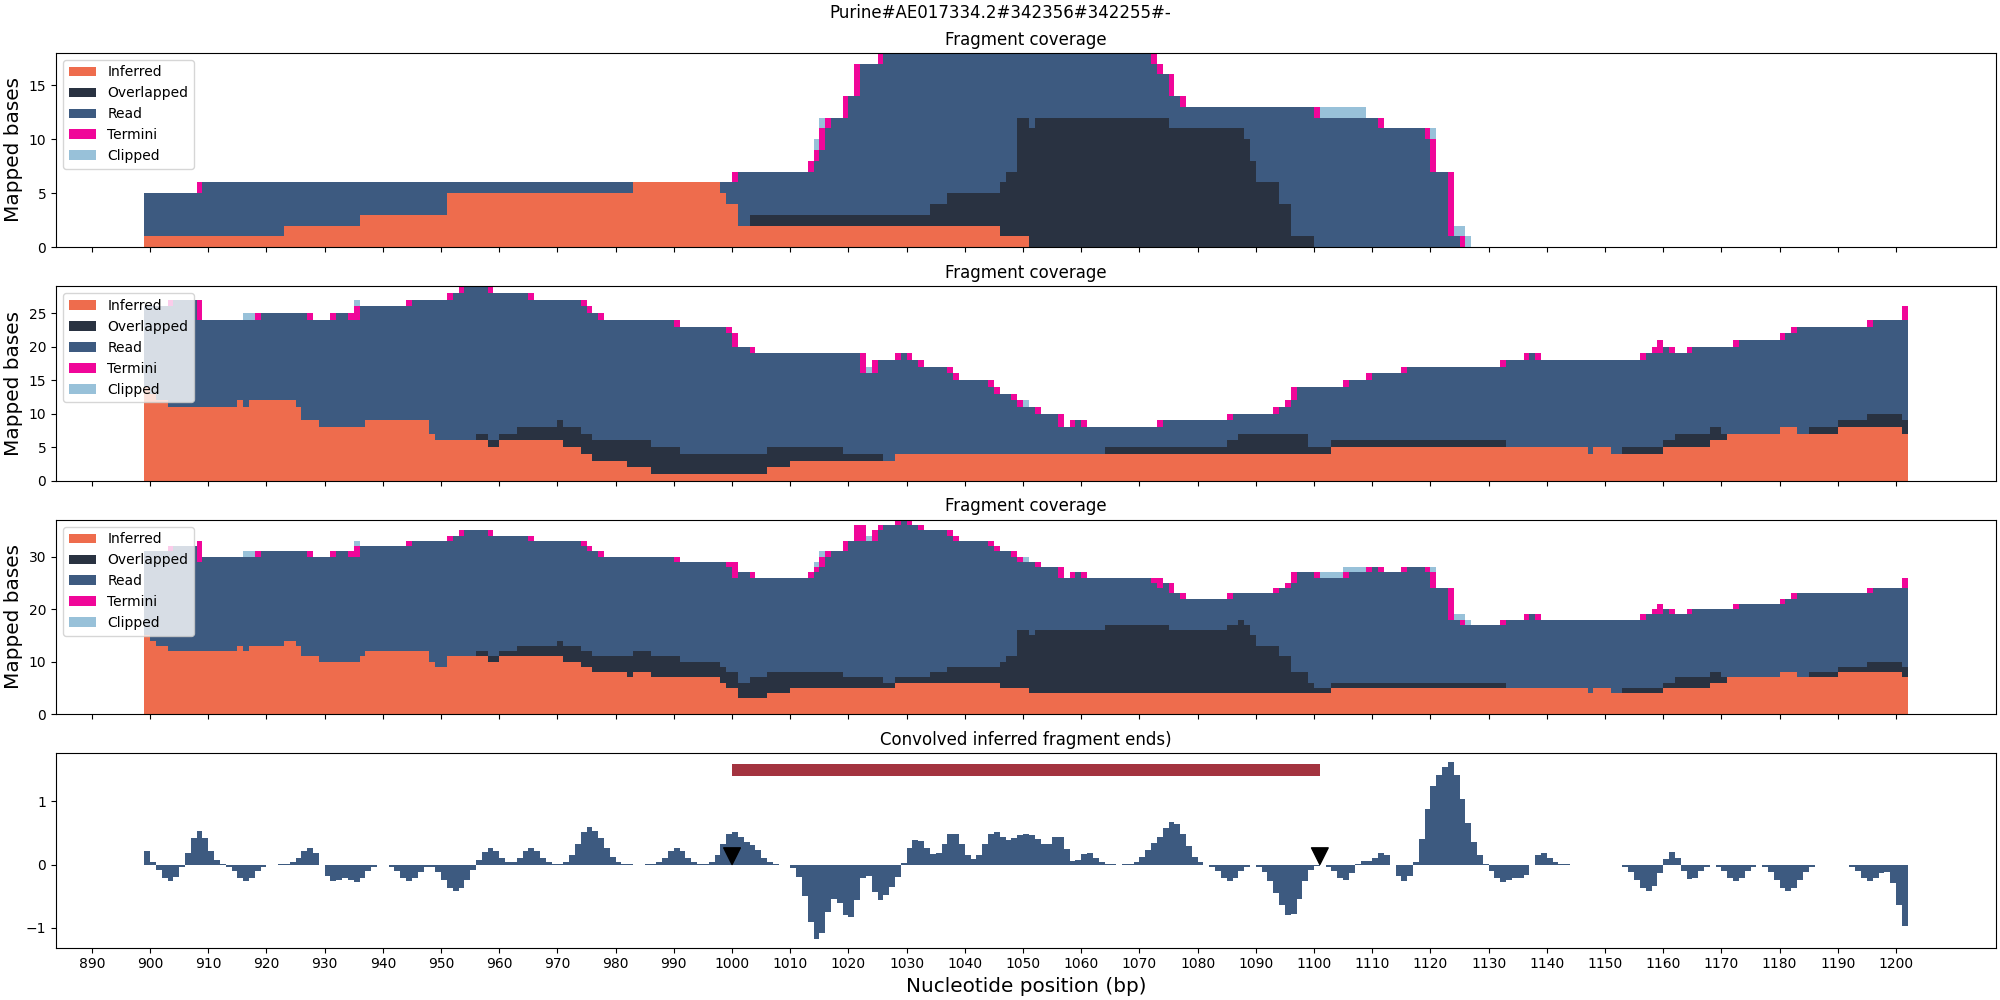 Purine#AE017334.2#342356#342255#-
Fragment coverage
Mapped bases
15
10
5
0
Inferred
Overlapped
Read
Termini
Clipped
Fragment coverage
Mapped bases
25
20
15
10
5
0
Inferred
Overlapped
Read
Termini
Clipped
Fragment coverage
Mapped bases
30
20
10
0
Inferred
Overlapped
Read
Termini
Clipped
Convolved inferred fragment ends)
1
0
−1
890 900 910 920 930 940 950 960 970 980 990 1000 1010 1020 1030 1040 1050 1060 1070 1080 1090 1100 1110 1120 1130 1140 1150 1160 1170 1180 1190 1200
Nucleotide position (bp)